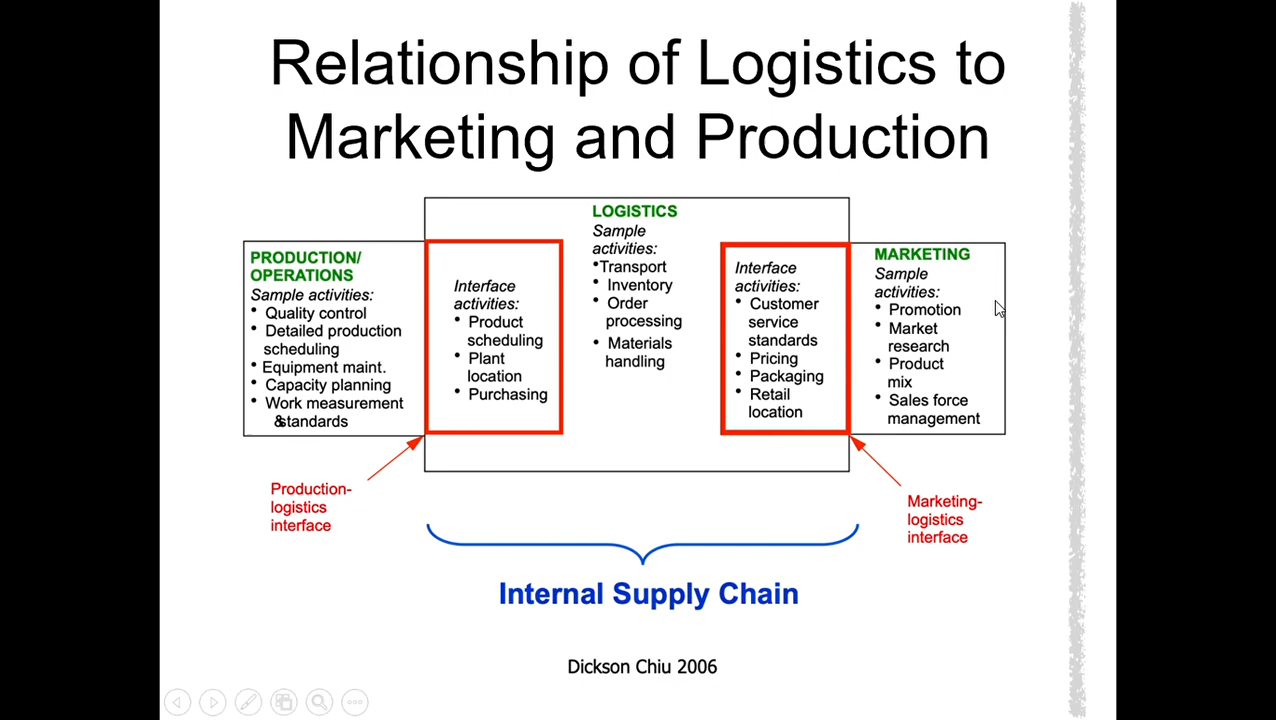 Relationship of Logistics to
Marketing and Production
PRODUCTION/
OPERATIONS
Sample activities:
• Quality control
• Detailed production
scheduling
• Equipment maint.
• Capacity planning
• Work measurement
& standards
Interface
activities:
• Product
scheduling
• Plant
location
• Purchasing
LOGISTICS
Sample
activities:
•Transport
• Inventory
• Order
processing
• Materials
handling
Interface
activities:
• Customer
service
standards
• Pricing
• Packaging
• Retail
location
MARKETING
Sample
activities:
• Promotion
• Market
research
• Product
mix
• Sales force
management
Production-
logistics
interface
Marketing-
logistics
interface
Internal Supply Chain
Dickson Chiu 2006